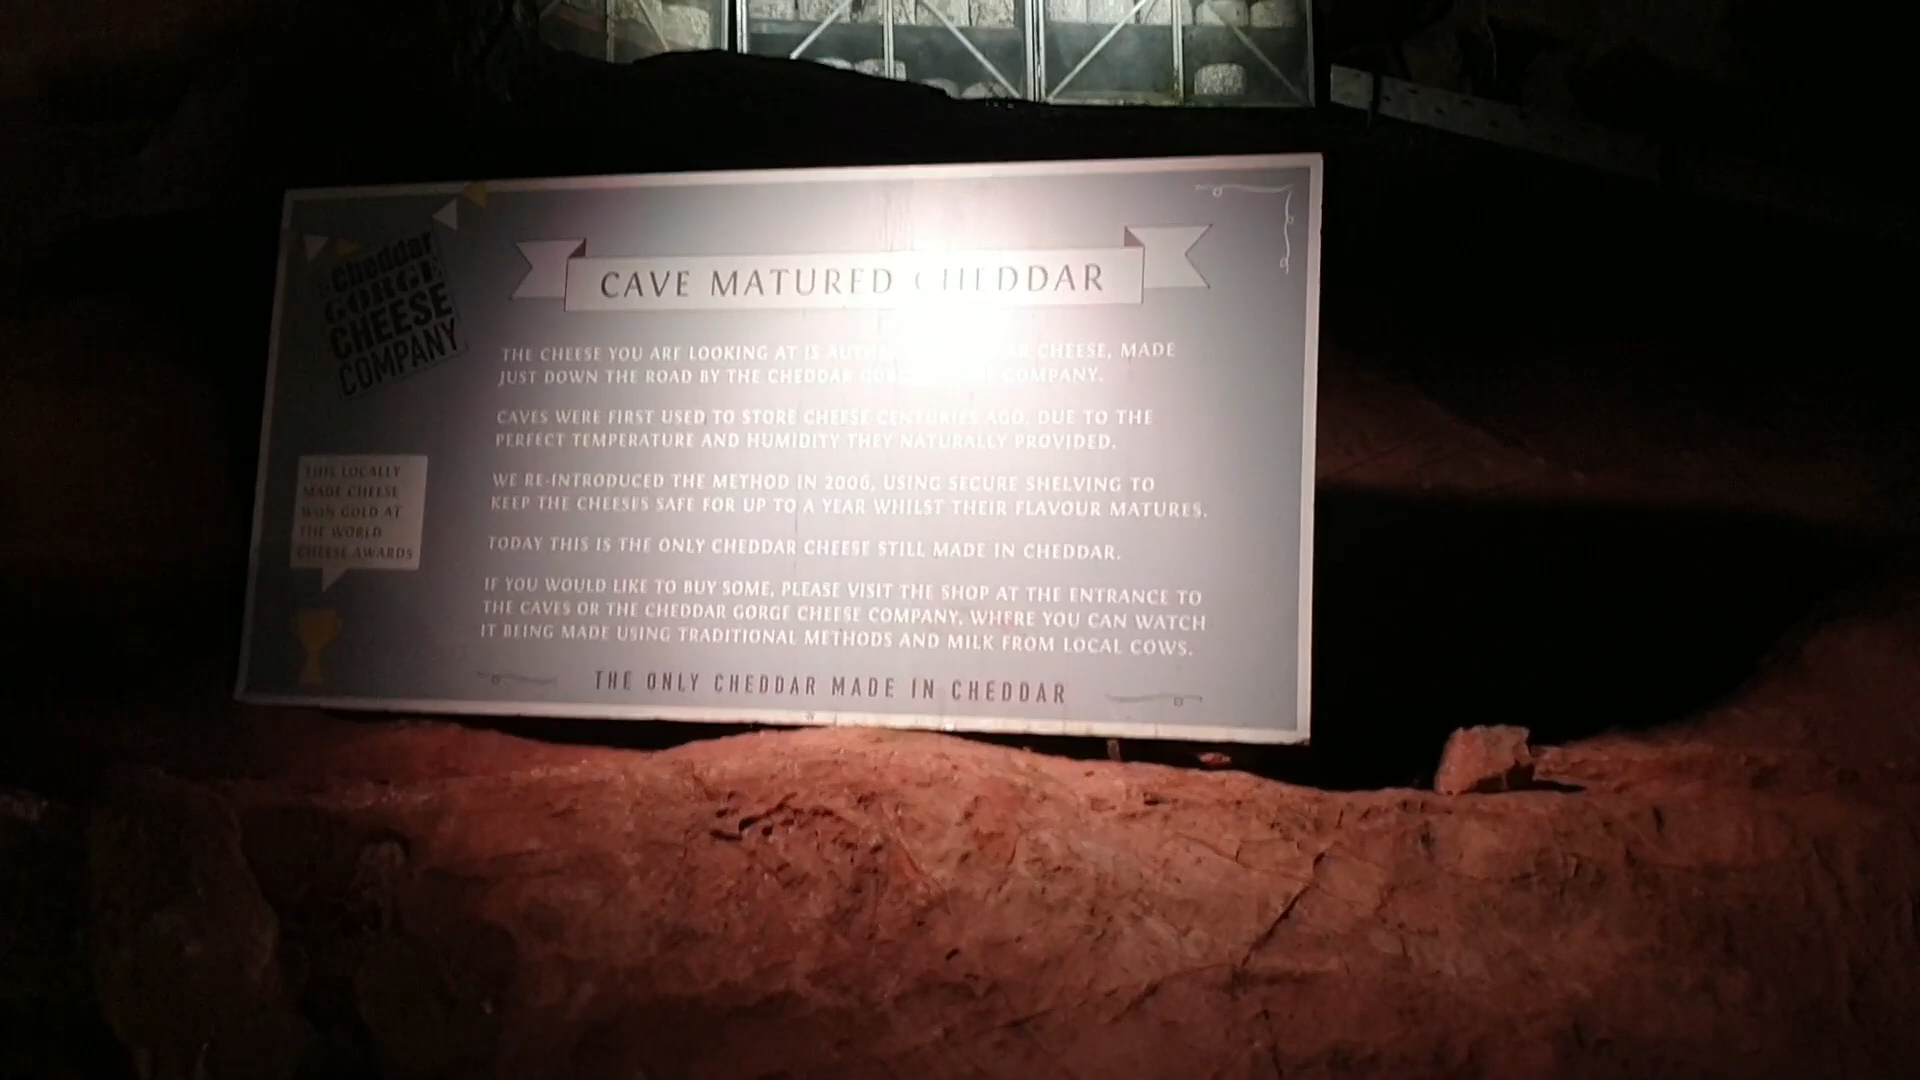 Cheddar
GORGE
CHEESE
COMPANY
CAVE MATURED CHEDDAR
THE CHEESE YOU ARE LOOKING AT IS CHEESE, MADE
JUST DOWN THE ROAD BY THE CHEDDAR GORGE COMPANY.
CAVES WERE FIRST USED TO STORE CHEESE CENTURIES AGO, DUE TO THE
PERFECT TEMPERATURE AND HUMIDITY THEY NATURALLY PROVIDED.
WE RE-INTRODUCED THE METHOD IN 2006, USING SECURE SHELVING TO
KEEP THE CHEESES SAFE FOR UP TO A YEAR WHILST THEIR FLAVOUR MATURES.
TODAY THIS IS THE ONLY CHEDDAR CHEESE STILL MADE IN CHEDDAR.
IF YOU WOULD LIKE TO BUY SOME, PLEASE VISIT THE SHOP AT THE ENTRANCE TO
THE CAVES OR THE CHEDDAR GORGE CHEESE COMPANY, WHERE YOU CAN WATCH
IT BEING MADE USING TRADITIONAL METHODS AND MILK FROM LOCAL COWS.
THE ONLY CHEDDAR MADE IN CHEDDAR
THIS LOCALLY
MADE CHEESE
WON GOLD AT
THE WORLD
CHEESE AWARDS